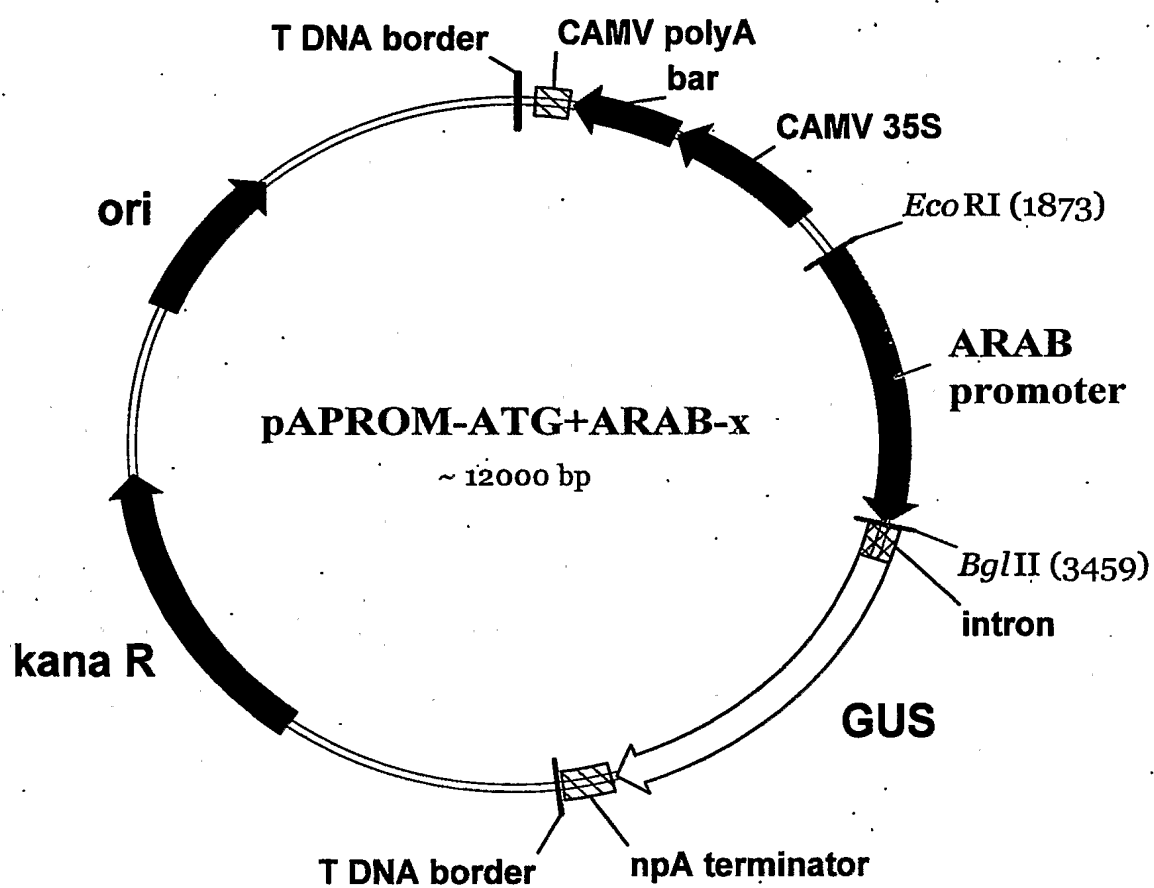 T DNA border
CAMV polyA
bar
CAMV 35S
EcoRI (1873)
ori
ARAB
promoter
pAPROM-ATG+ARAB-x
~ 12000 bp
BglII (3459)
intron
kana R
GUS
T DNA border
npA terminator